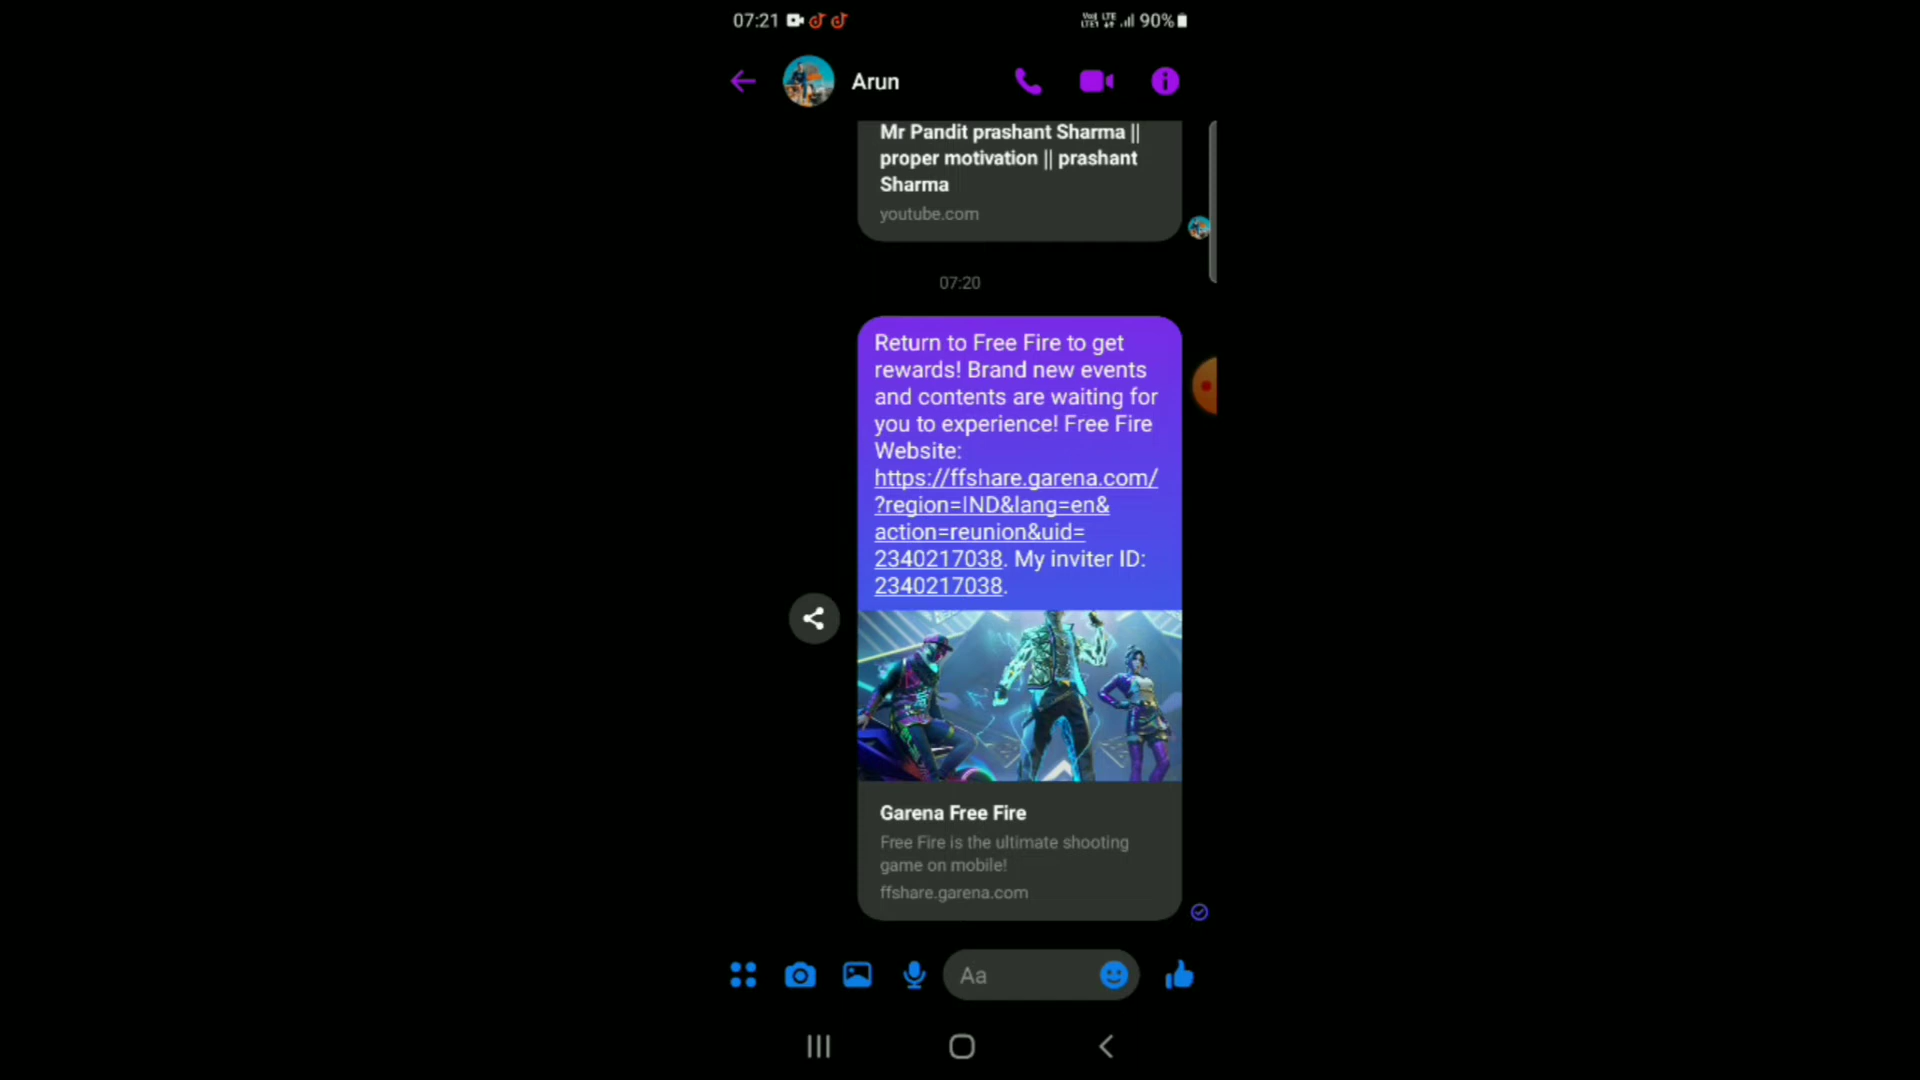 07:21
90%
Arun
Mr Pandit prashant Sharma ||
proper motivation || prashant
Sharma
youtube.com
07:20
Return to Free Fire to get
rewards! Brand new events
and contents are waiting for
you to experience! Free Fire
Website:
https://ffshare.garena.com/
?region=IND&lang=en&
action=reunion&uid=
2340217038. My inviter ID:
2340217038.
Garena Free Fire
Free Fire is the ultimate shooting
game on mobile!
ffshare.garena.com
Aa